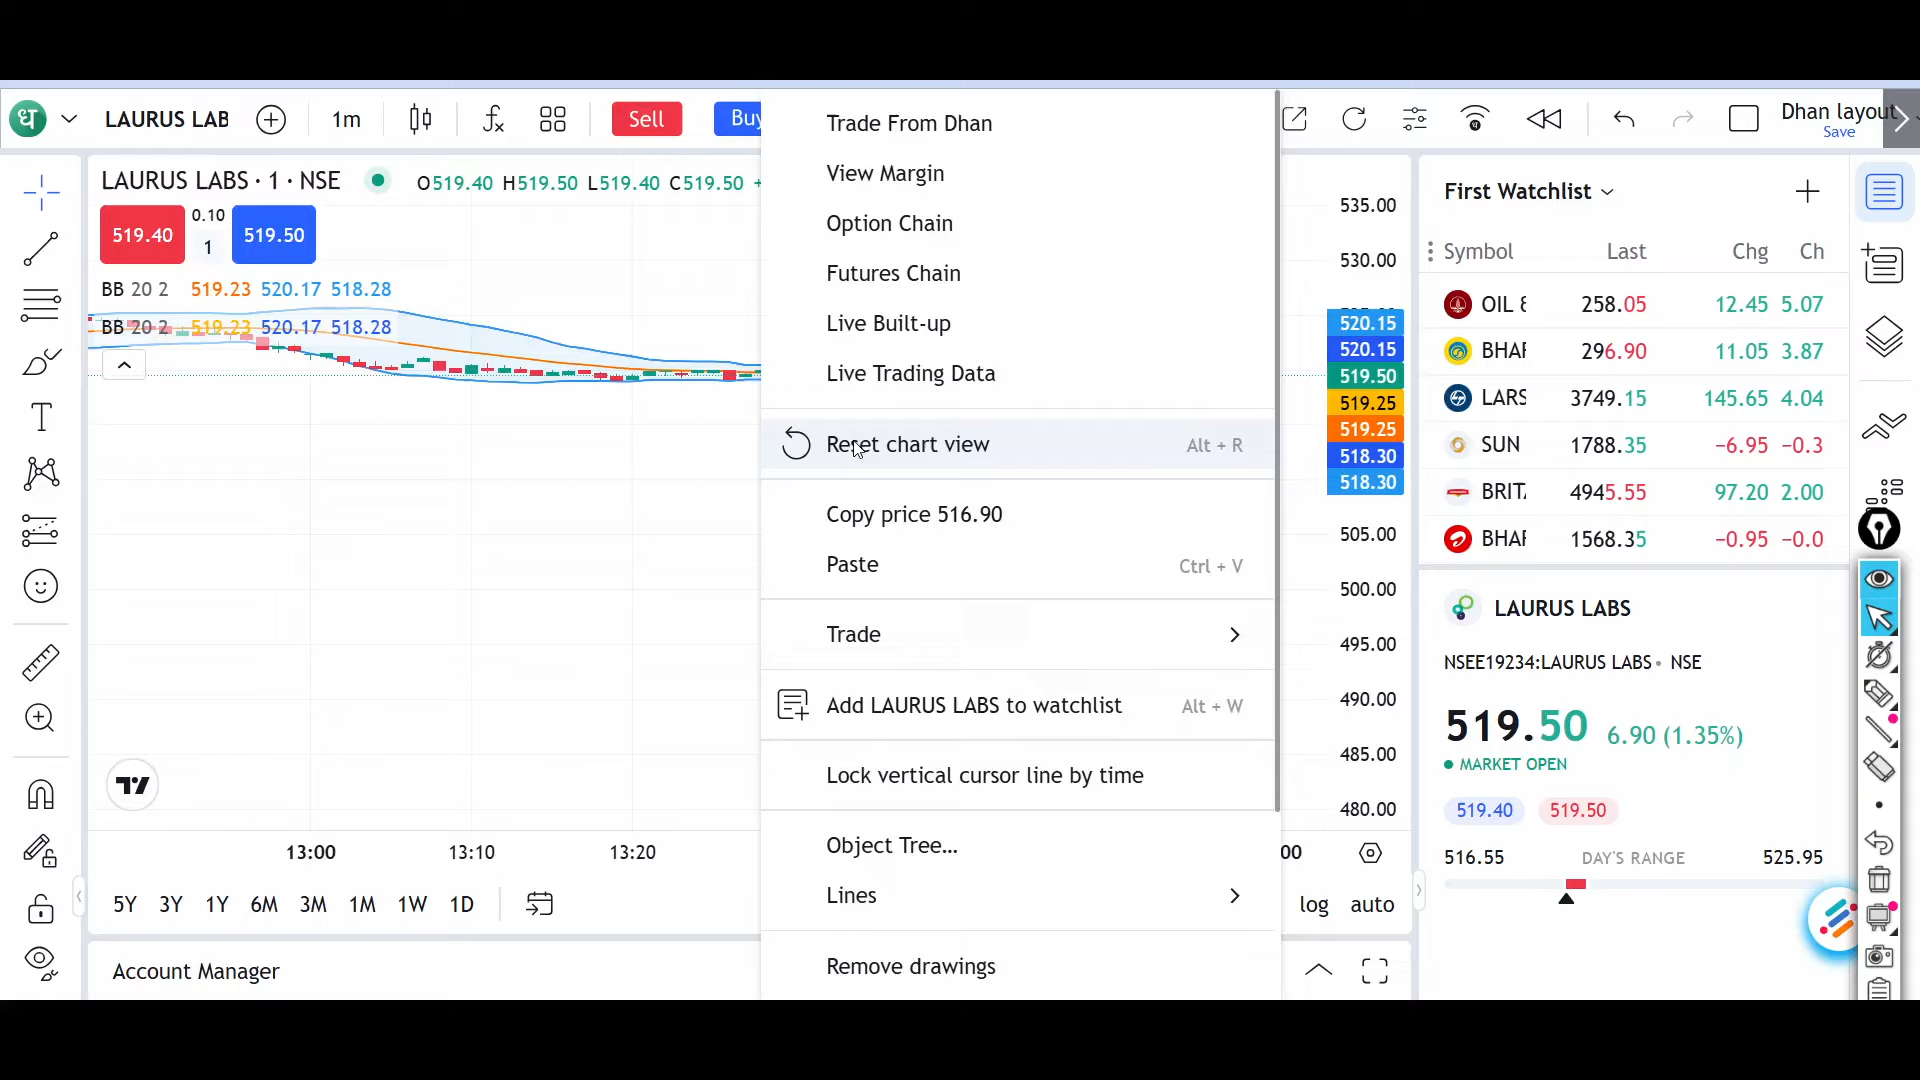 ध
LAURUS LAB
1m
Sell
Buy
Dhan layout
Save
LAURUS LABS · 1 · NSE
O519.40 H519.50 L519.40 C519.50 +
519.40
0.10
1
519.50
BB 20 2 519.23 520.17 518.28
BB 20 2 519.23 520.17 518.28
Trade From Dhan
View Margin
Option Chain
Futures Chain
Live Built-up
Live Trading Data
Reset chart view Alt + R
Copy price 516.90
Paste Ctrl + V
Trade
Add LAURUS LABS to watchlist Alt + W
Lock vertical cursor line by time
Object Tree...
Lines
Remove drawings
535.00
530.00
520.15
520.15
519.50
519.25
519.25
518.30
518.30
505.00
500.00
495.00
490.00
485.00
480.00
13:00 13:10 13:20 00
5Y 3Y 1Y 6M 3M 1M 1W 1D
log auto
Account Manager
First Watchlist
Symbol Last Chg Ch
OIL 258.05 12.45 5.07
BHAR 296.90 11.05 3.87
LARS 3749.15 145.65 4.04
SUN 1788.35 −6.95 −0.3
BRIT 4945.55 97.20 2.00
BHAR 1568.35 −0.95 −0.0
LAURUS LABS
NSEE19234:LAURUS LABS • NSE
519.50 6.90 (1.35%)
MARKET OPEN
519.40 519.50
516.55 DAY'S RANGE 525.95